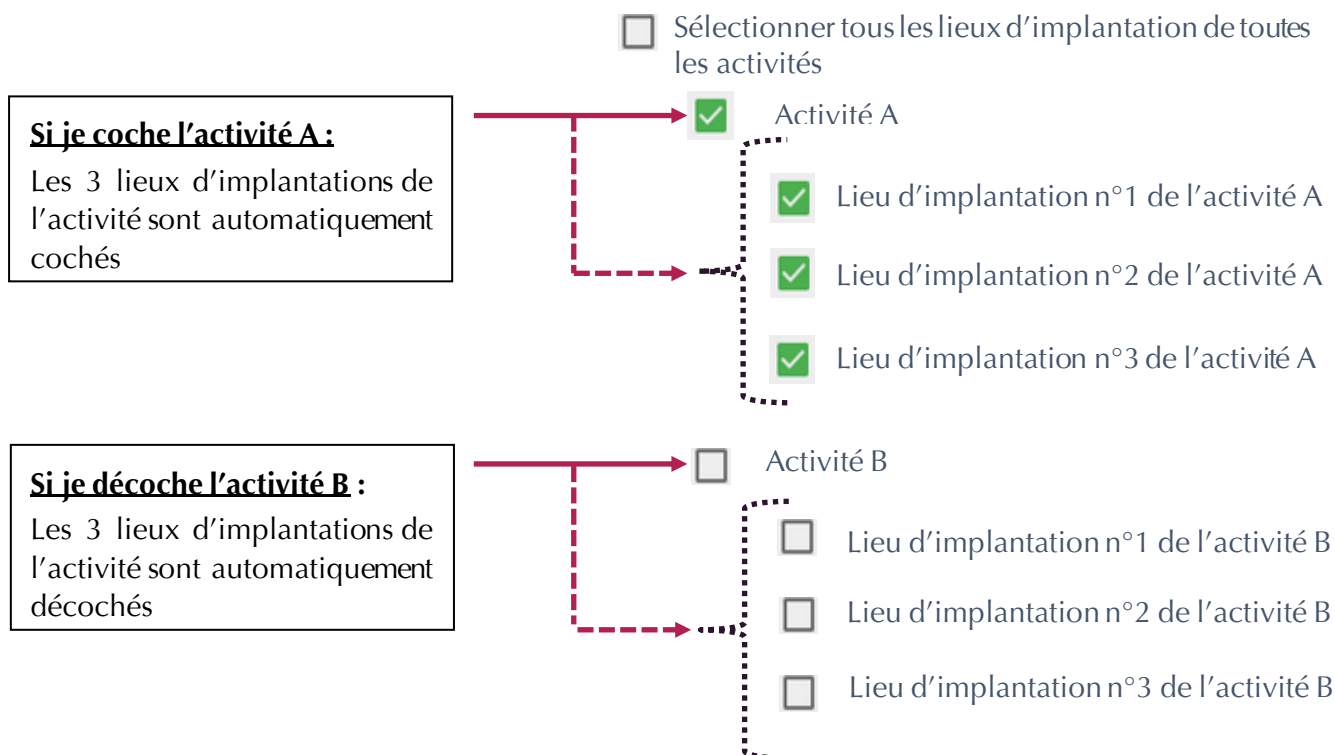 Sélectionner tous les lieux d’implantation de toutes
les activités
Si je coche l’activité A :
Les 3 lieux d’implantations de
l’activité sont automatiquement
cochés
Activité A
Lieu d’implantation n°1 de l’activité A
Lieu d’implantation n°2 de l’activité A
Lieu d’implantation n°3 de l’activité A
Si je décoche l’activité B :
Les 3 lieux d’implantations de
l’activité sont automatiquement
décochés
Activité B
Lieu d’implantation n°1 de l’activité B
Lieu d’implantation n°2 de l’activité B
Lieu d’implantation n°3 de l’activité B